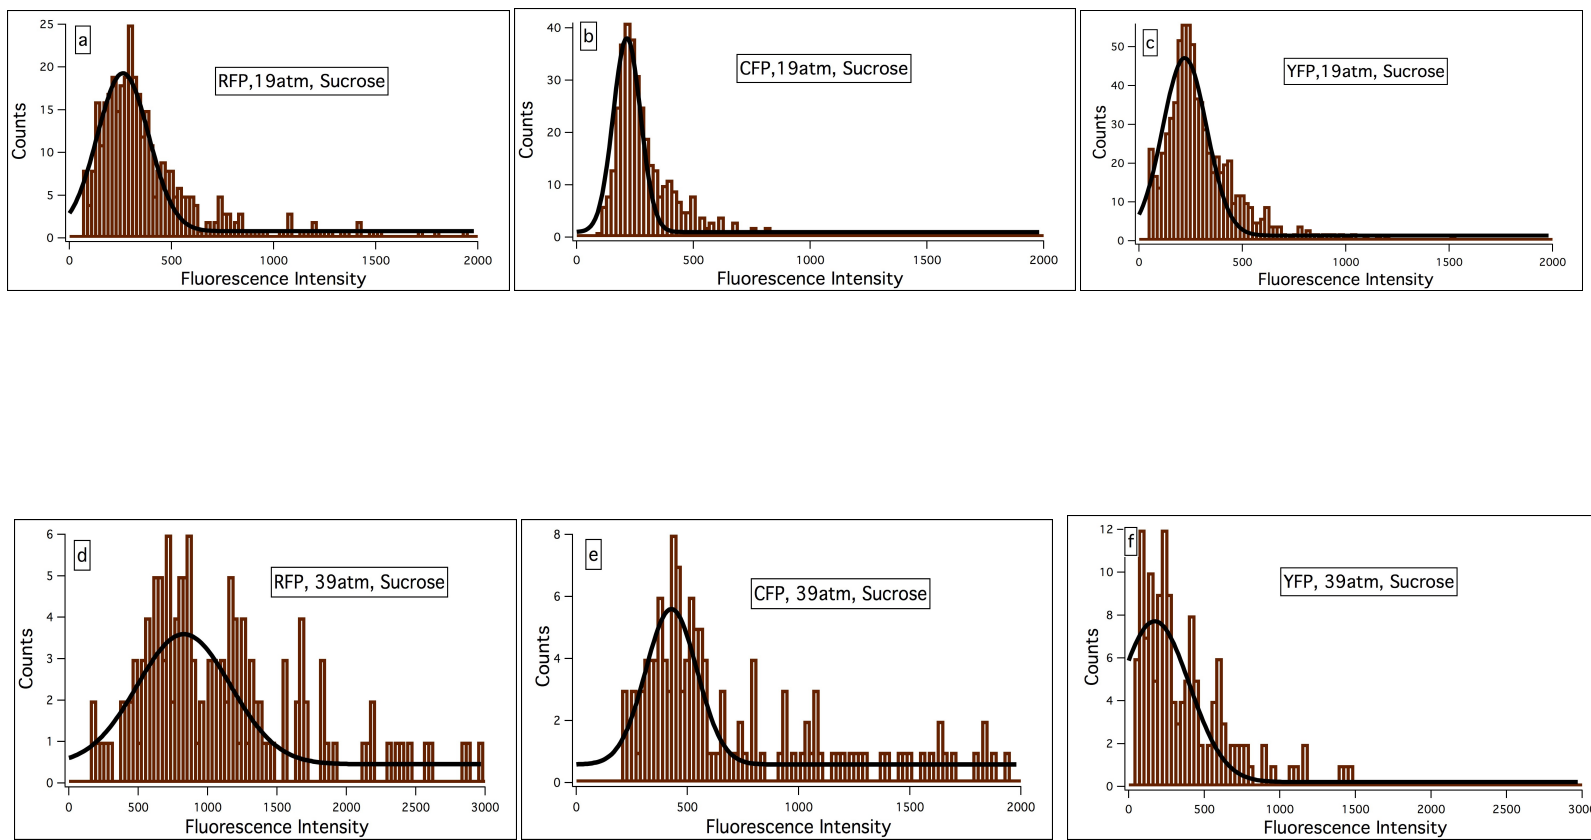 a
RFP,19atm, Sucrose
25
20
15
10
5
0
Counts
0 500 1000 1500 2000
Fluorescence Intensity
b
CFP,19atm, Sucrose
40
30
20
10
0
Counts
0 500 1000 1500 2000
Fluorescence Intensity
c
YFP,19atm, Sucrose
50
40
30
20
10
0
Counts
0 500 1000 1500 2000
Fluorescence Intensity
d
RFP, 39atm, Sucrose
6
5
4
3
2
1
0
Counts
0 500 1000 1500 2000 2500 3000
Fluorescence Intensity
e
CFP, 39atm, Sucrose
8
6
4
2
0
Counts
0 500 1000 1500 2000
Fluorescence Intensity
f
YFP, 39atm, Sucrose
12
10
8
6
4
2
0
Counts
0 500 1000 1500 2000 2500 300
Fluorescence Intensity